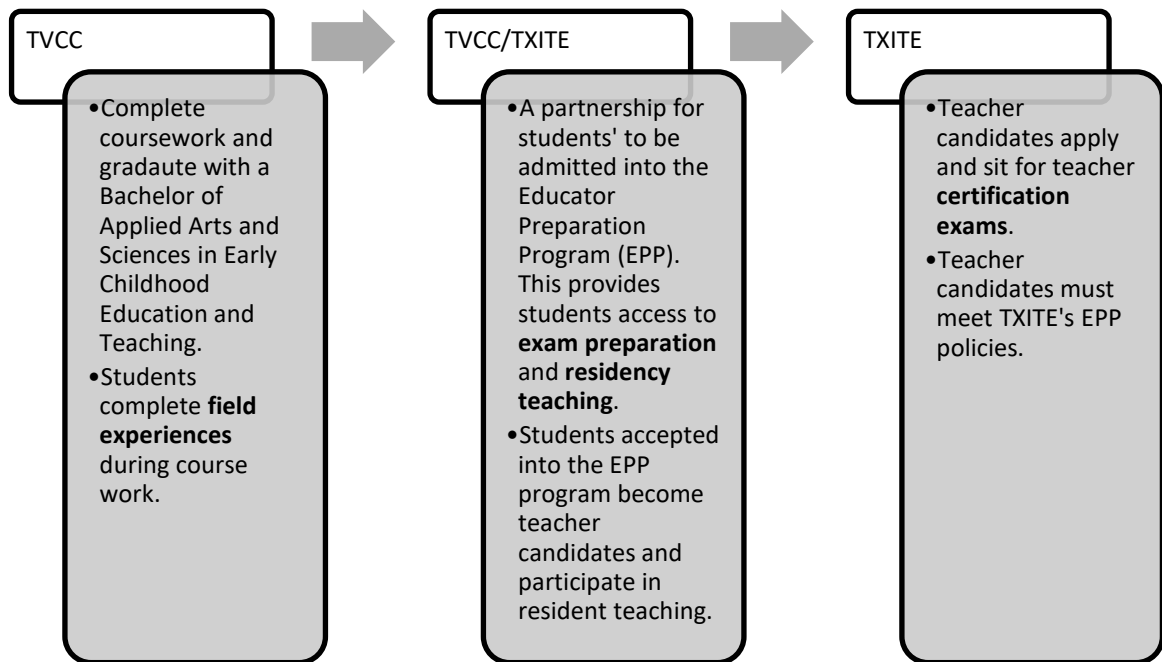 TVCC
•Complete
coursework and
gradaute with a
Bachelor of
Applied Arts and
Sciences in Early
Childhood
Education and
Teaching.
•Students
complete field
experiences
during course
work.
TVCC/TXITE
•A partnership for
students' to be
admitted into the
Educator
Preparation
Program (EPP).
This provides
students access to
exam preparation
and residency
teaching.
•Students accepted
into the EPP
program become
teacher
candidates and
participate in
resident teaching.
TXITE
•Teacher
candidates apply
and sit for teacher
certification
exams.
•Teacher
candidates must
meet TXITE's EPP
policies.